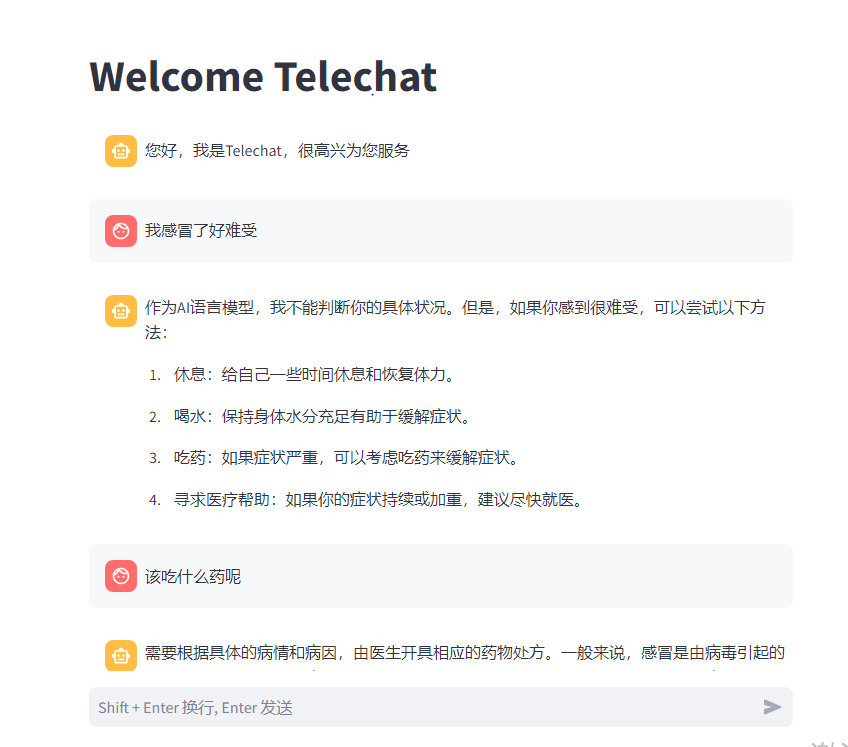 Welcome Telechat
您好，我是Telechat，很高兴为您服务
我感冒了好难受
作为AI语言模型，我不能判断你的具体状况。但是，如果你感到很难受，可以尝试以下方
法：
1. 休息：给自己一些时间休息和恢复体力。
2. 喝水：保持身体水分充足有助于缓解症状。
3. 吃药：如果症状严重，可以考虑吃药来缓解症状。
4. 寻求医疗帮助：如果你的症状持续或加重，建议尽快就医。
该吃什么药呢
需要根据具体的病情和病因，由医生开具相应的药物处方。一般来说，感冒是由病毒引起的
Shift + Enter 换行, Enter 发送